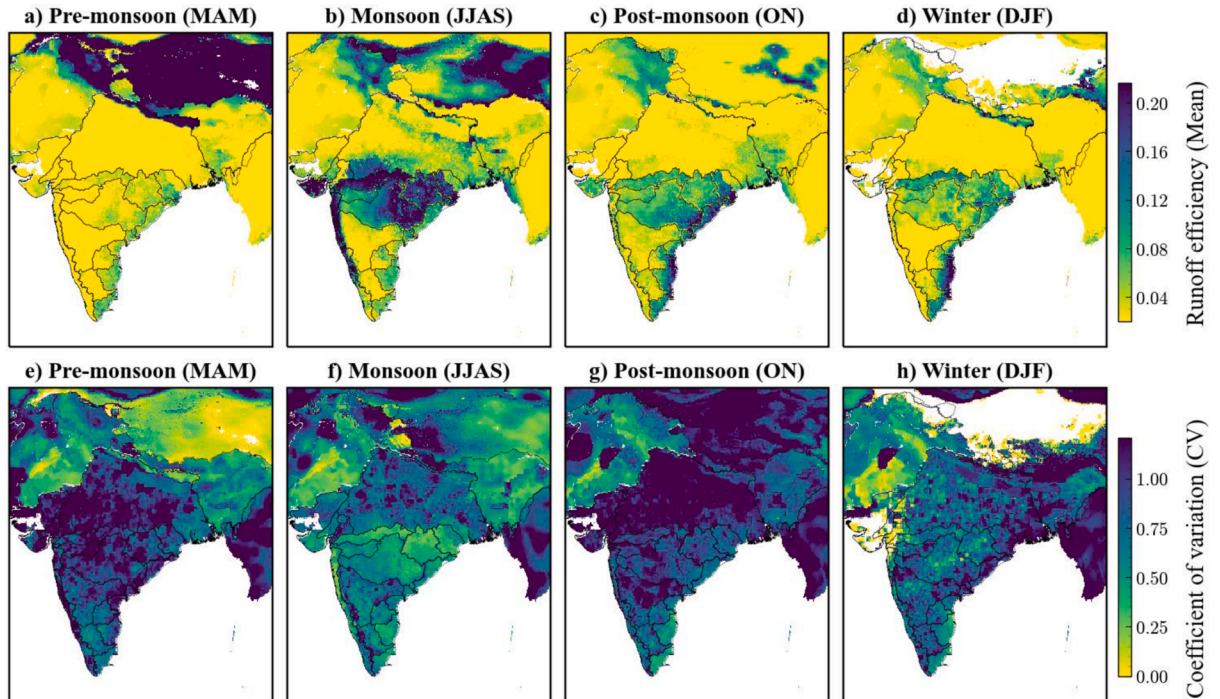 a) Pre-monsoon (MAM)
b) Monsoon (JJAS)
c) Post-monsoon (ON)
d) Winter (DJF)
0.20
0.16
0.12
0.08
0.04
Runoff efficiency (Mean)
e) Pre-monsoon (MAM)
f) Monsoon (JJAS)
g) Post-monsoon (ON)
h) Winter (DJF)
1.00
0.75
0.50
0.25
0.00
Coefficient of variation (CV)